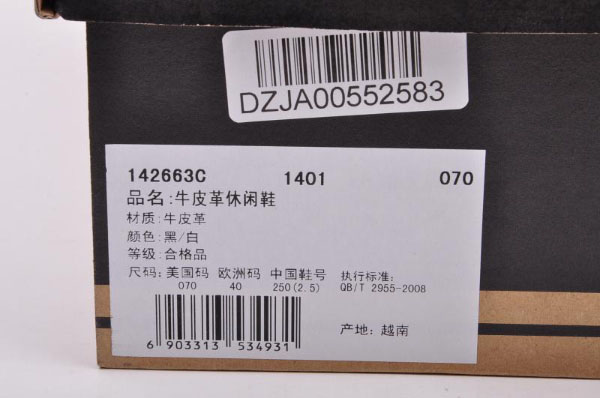 DZJA00552583
142663C 1401 070
品名:牛皮革休闲鞋
材质:牛皮革
颜色:黑/白
等级:合格品
尺码: 美国码 欧洲码 中国鞋号 执行标准:
070 40 250(2.5) QB/T 2955-2008
产地: 越南
6 903313 534931